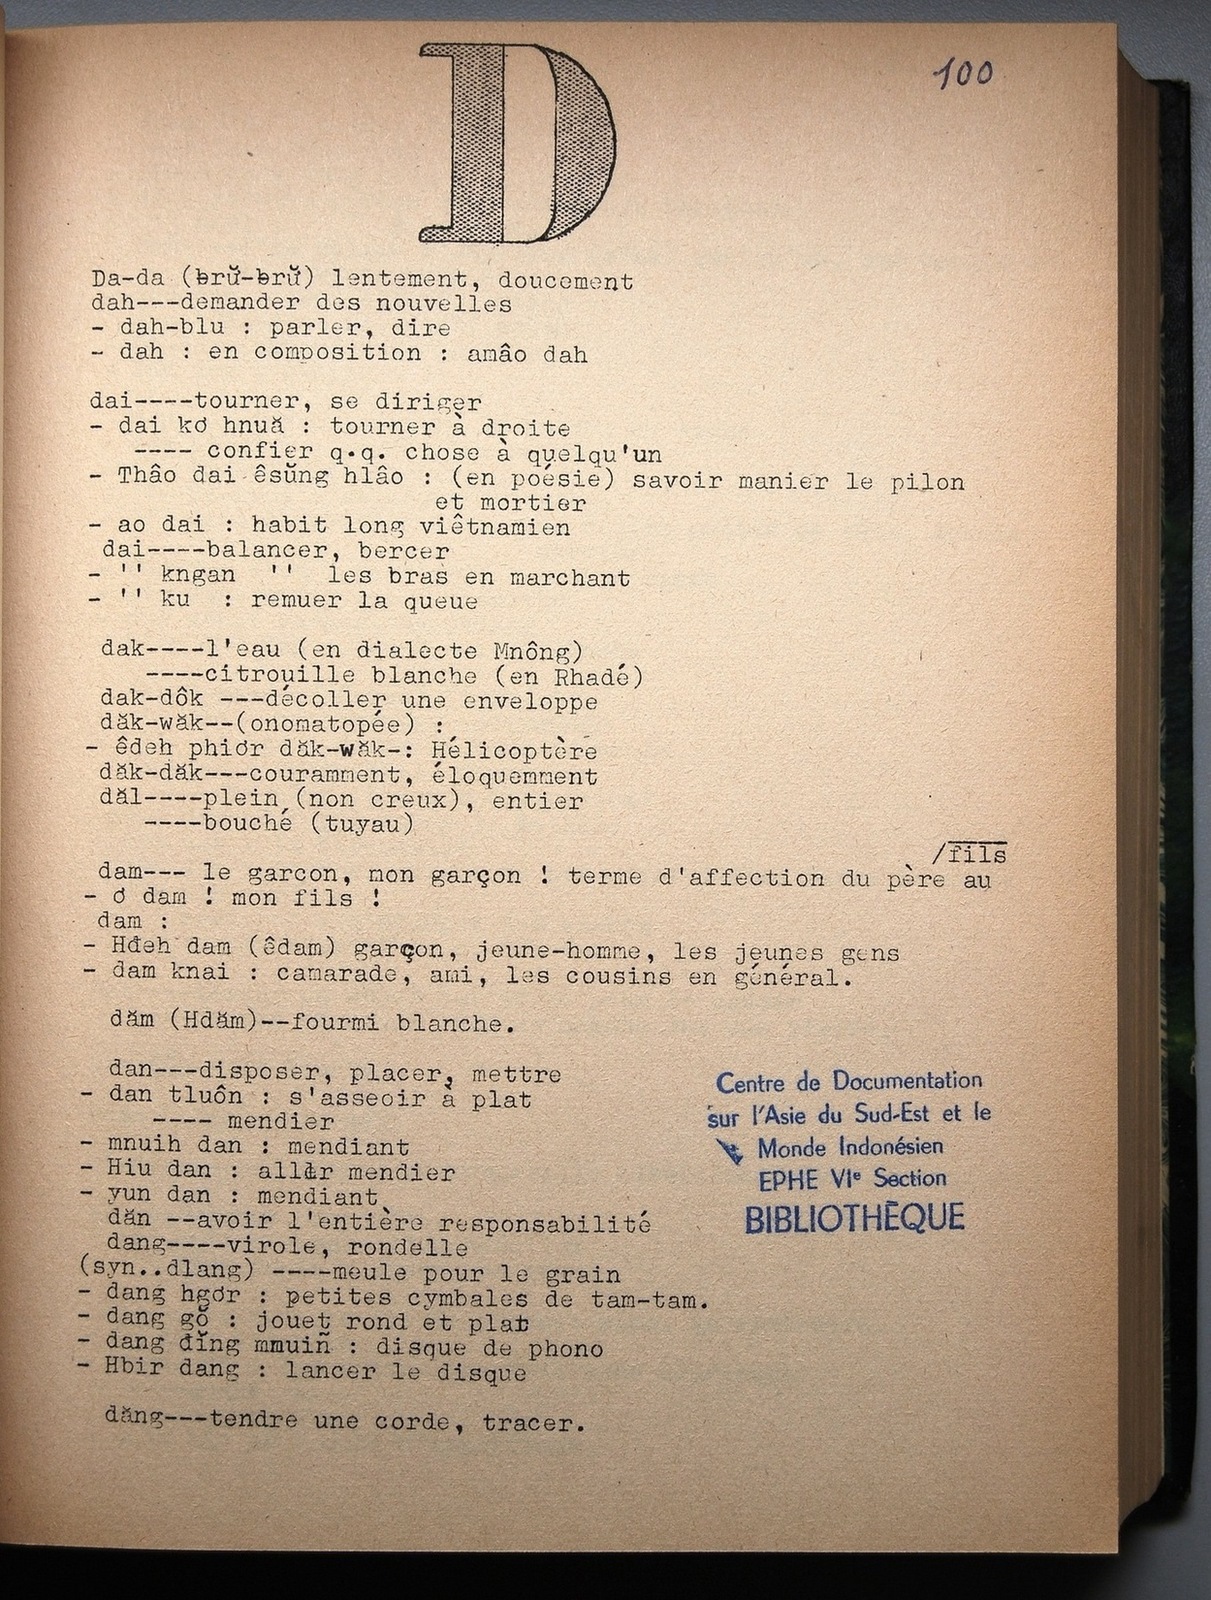 100
D
Da-da (ƀrŭ-ƀrŭ) lentement, doucement
dah---demander des nouvelles
- dah-blu : parler, dire
- dah : en composition : amâo dah
dai----tourner, se diriger
- dai kơ hnuă : tourner à droite
---- confier q.q. chose à quelqu'un
- Thâo dai êsŭng hlâo : (en poésie) savoir manier le pilon
et mortier
- ao dai : habit long viêtnamien
dai----balancer, bercer
- '' kngan '' les bras en marchant
- '' ku : remuer la queue
dak----l'eau (en dialecte Mnông)
----citrouille blanche (en Rhadé)
dak-dôk ---décoller une enveloppe
dăk-wăk--(onomatopée) :
- êdeh phiơr dăk-wăk-: Hélicoptère
dăk-dăk---couramment, éloquemment
dăl----plein (non creux), entier
----bouché (tuyau)
/fils
dam--- le garcon, mon garçon ! terme d'affection du père au
- ơ dam ! mon fils !
dam :
- Hđeh dam (êdam) garçon, jeune-homme, les jeunes gens
- dam knai : camarade, ami, les cousins en général.
dăm (Hdăm)--fourmi blanche.
dan---disposer, placer, mettre
- dan tluôn : s'asseoir à plat
---- mendier
- mnuih dan : mendiant
- Hiu dan : aller mendier
- yun dan : mendiant
dăn --avoir l'entière responsabilité
dang----virole, rondelle
(syn..dlang) ----meule pour le grain
- dang hgơr : petites cymbales de tam-tam.
- dang gŏ : jouet rond et plat
- dang đĭng mmuiñ : disque de phono
- Hbir dang : lancer le disque
dăng---tendre une corde, tracer.
Centre de Documentation
sur l'Asie du Sud-Est et le
Monde Indonésien
EPHE VIe Section
BIBLIOTHÈQUE